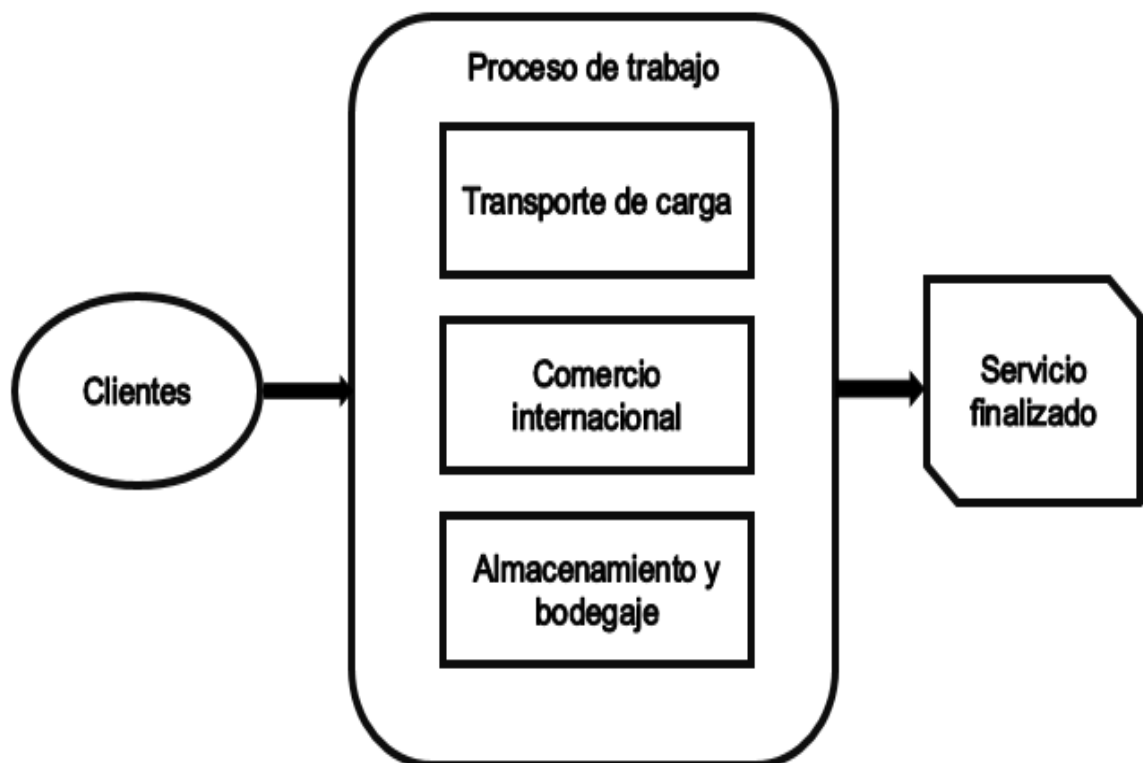 Proceso de trabajo
Transporte de carga
Clientes
Comercio
internacional
Servicio
finalizado
Almacenamiento y
bodegaje